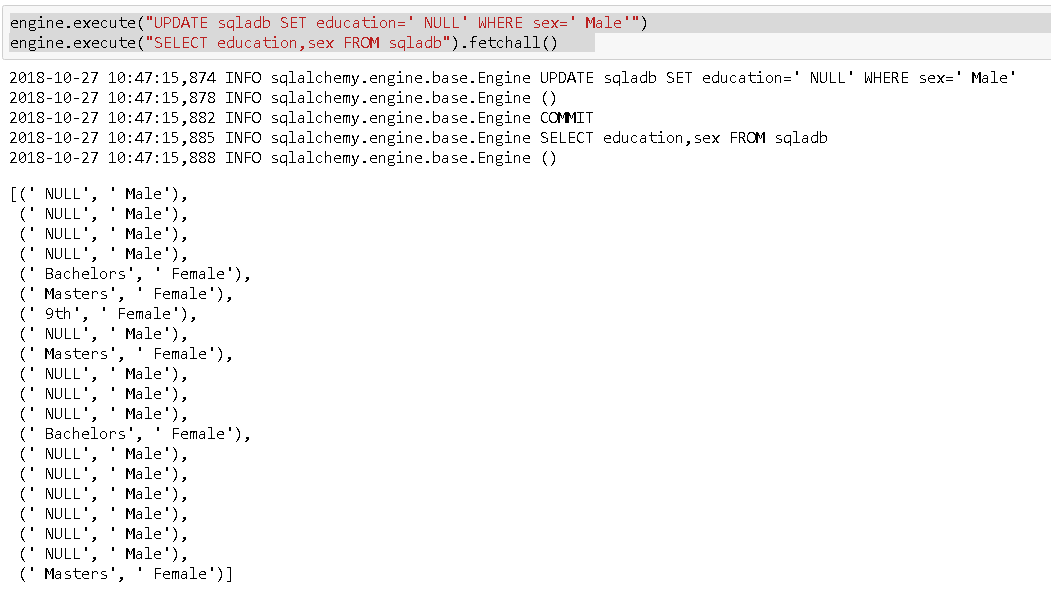 engine.execute("UPDATE sqladb SET education=' NULL' WHERE sex=' Male'")
engine.execute("SELECT education,sex FROM sqladb").fetchall()
2018-10-27 10:47:15,874 INFO sqlalchemy.engine.base.Engine UPDATE sqladb SET education=' NULL' WHERE sex=' Male'
2018-10-27 10:47:15,878 INFO sqlalchemy.engine.base.Engine ()
2018-10-27 10:47:15,882 INFO sqlalchemy.engine.base.Engine COMMIT
2018-10-27 10:47:15,885 INFO sqlalchemy.engine.base.Engine SELECT education,sex FROM sqladb
2018-10-27 10:47:15,888 INFO sqlalchemy.engine.base.Engine ()
[(' NULL', ' Male'),
(' NULL', ' Male'),
(' NULL', ' Male'),
(' NULL', ' Male'),
(' Bachelors', ' Female'),
(' Masters', ' Female'),
(' 9th', ' Female'),
(' NULL', ' Male'),
(' Masters', ' Female'),
(' NULL', ' Male'),
(' NULL', ' Male'),
(' NULL', ' Male'),
(' Bachelors', ' Female'),
(' NULL', ' Male'),
(' NULL', ' Male'),
(' NULL', ' Male'),
(' NULL', ' Male'),
(' NULL', ' Male'),
(' NULL', ' Male'),
(' Masters', ' Female')]